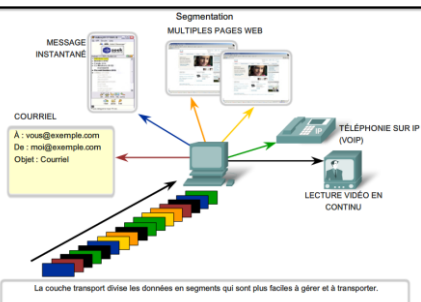 Segmentation
MULTIPLES PAGES WEB
MESSAGE
INSTANTANÉ
COURRIEL
À : vous@exemple.com
De : moi@exemple.com
Objet : Courriel
IP
TÉLÉPHONIE SUR IP
(VOIP)
LECTURE VIDÉO EN
CONTINU
La couche transport divise les données en segments qui sont plus faciles à gérer et à transporter.